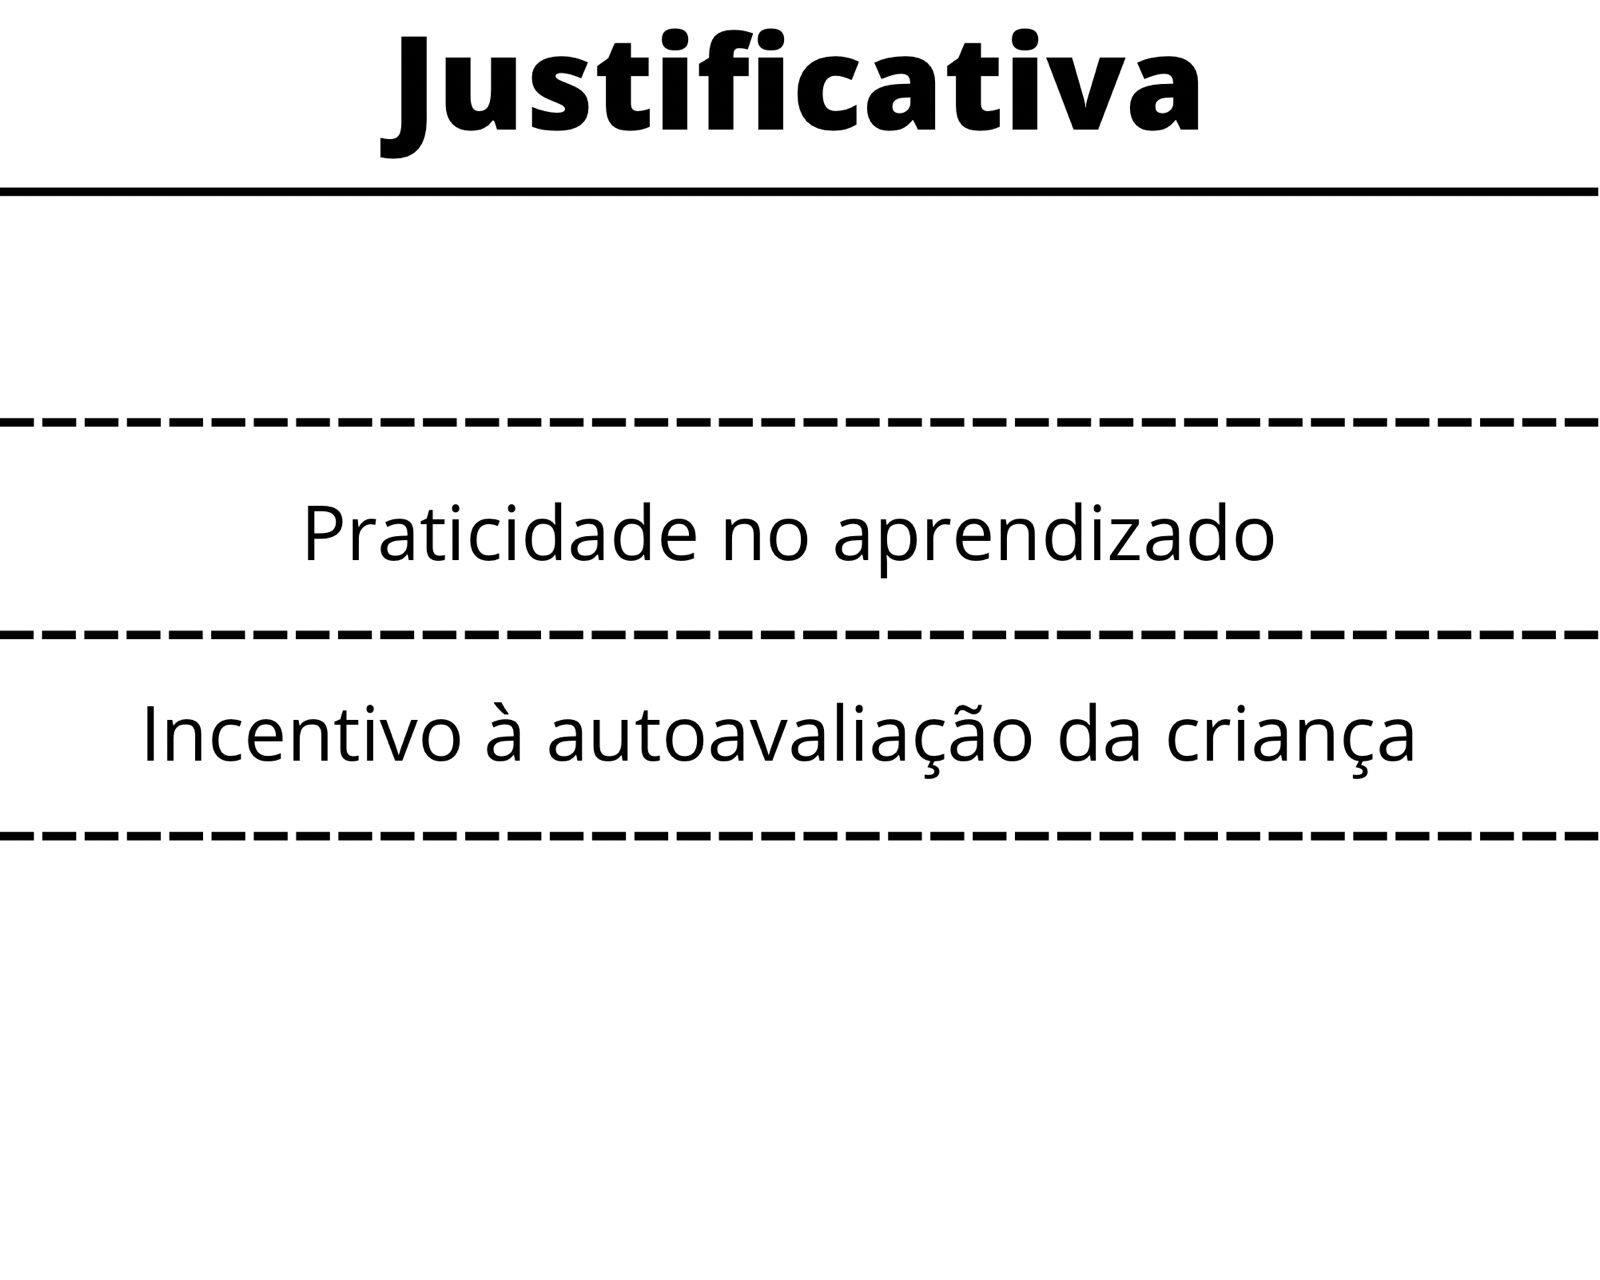 Justificativa
Praticidade no aprendizado
Incentivo à autoavaliação da criança